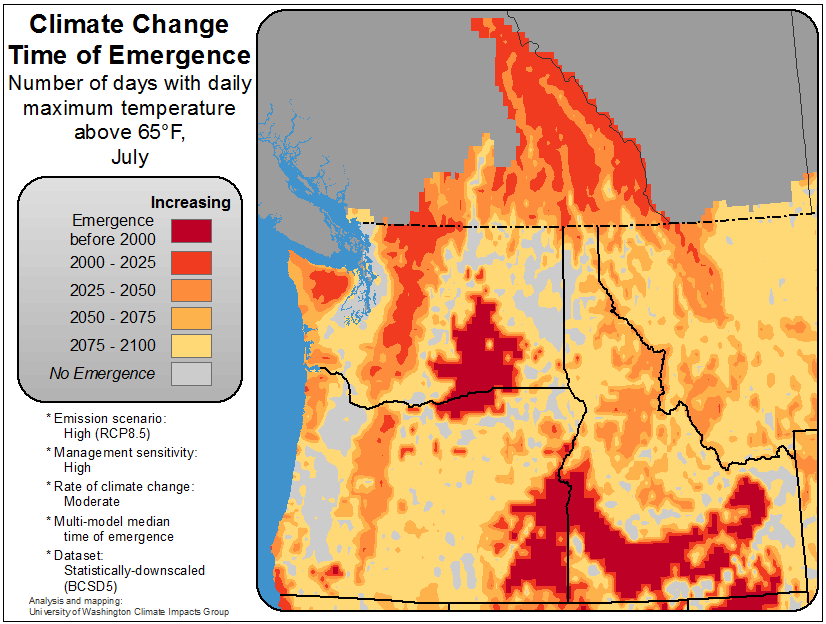 Climate Change
Time of Emergence
Number of days with daily
maximum temperature
above 65°F,
July
Increasing
Emergence
before 2000
2000 - 2025
2025 - 2050
2050 - 2075
2075 - 2100
No Emergence
* Emission scenario:
High (RCP8.5)
* Management sensitivity:
High
* Rate of climate change:
Moderate
* Multi-model median
time of emergence
* Dataset:
Statistically-downscaled
(BCSD5)
Analysis and mapping:
University of Washington Climate Impacts Group